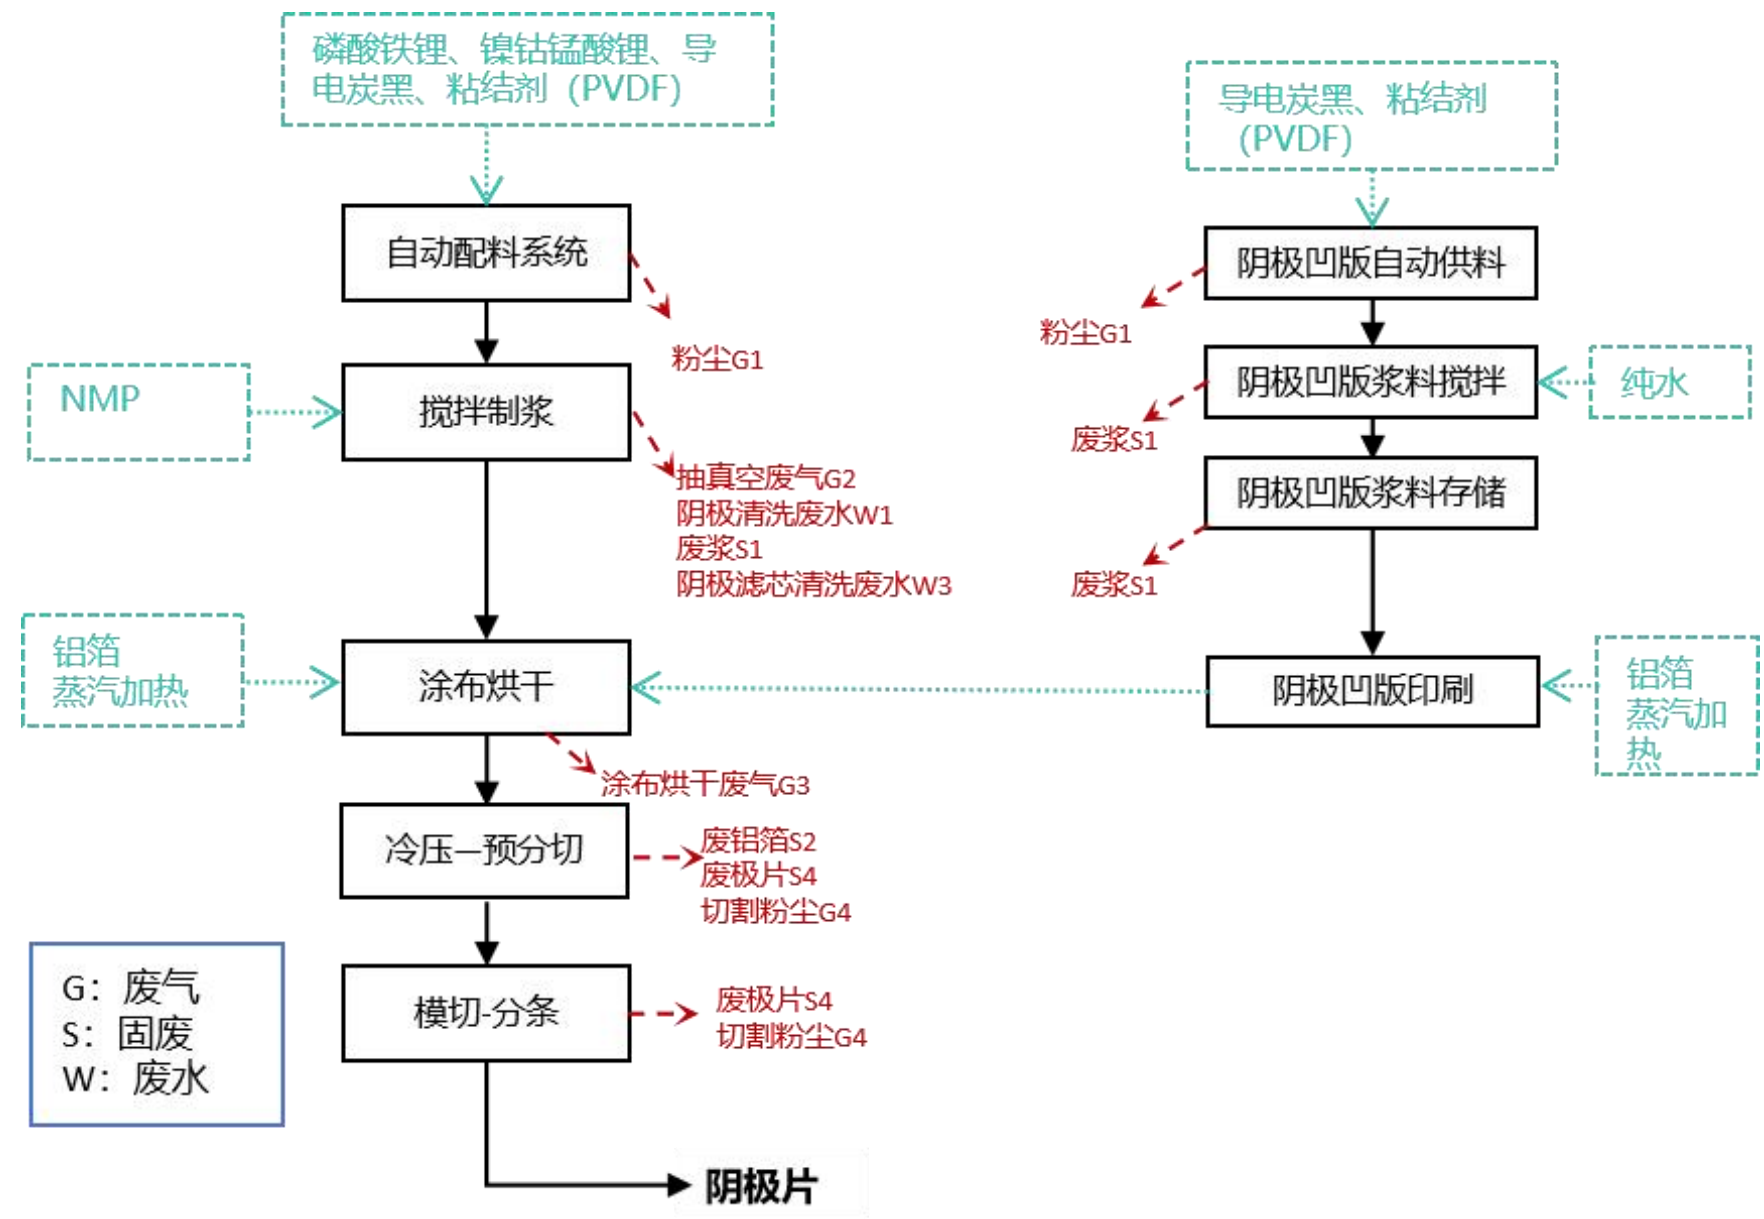 磷酸铁锂、镍钴锰酸锂、导
电炭黑、粘结剂（PVDF）
自动配料系统
粉尘G1
NMP
搅拌制浆
抽真空废气G2
阴极清洗废水W1
废浆S1
阴极滤芯清洗废水W3
铝箔
蒸汽加热
涂布烘干
涂布烘干废气G3
冷压—预分切
废铝箔S2
废极片S4
切割粉尘G4
模切-分条
废极片S4
切割粉尘G4
阴极片
导电炭黑、粘结剂
（PVDF）
阴极凹版自动供料
粉尘G1
阴极凹版浆料搅拌
纯水
废浆S1
阴极凹版浆料存储
废浆S1
阴极凹版印刷
铝箔
蒸汽加
热
G：废气
S：固废
W：废水